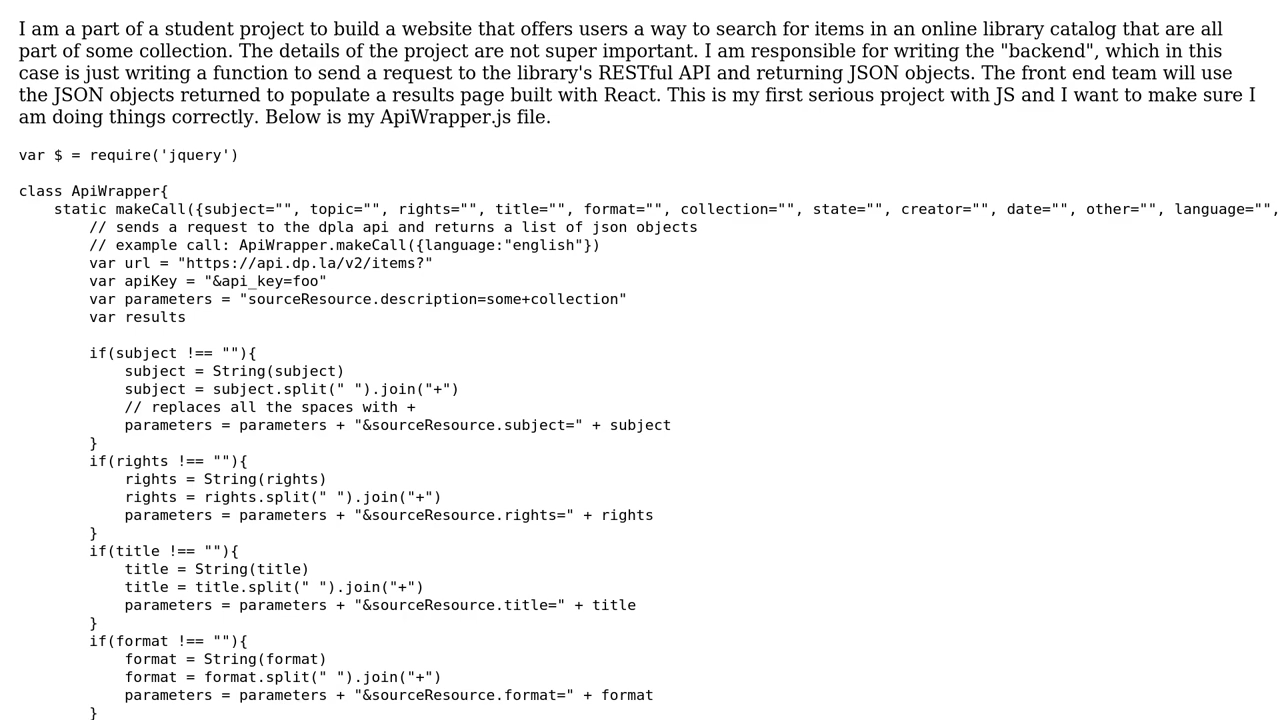 I am a part of a student project to build a website that offers users a way to search for items in an online library catalog that are all
part of some collection. The details of the project are not super important. I am responsible for writing the "backend", which in this
case is just writing a function to send a request to the library's RESTful API and returning JSON objects. The front end team will use
the JSON objects returned to populate a results page built with React. This is my first serious project with JS and I want to make sure I
am doing things correctly. Below is my ApiWrapper.js file.
var $ = require('jquery')
class ApiWrapper{
    static makeCall({subject="", topic="", rights="", title="", format="", collection="", state="", creator="", date="", other="", language="",
        // sends a request to the dpla api and returns a list of json objects
        // example call: ApiWrapper.makeCall({language:"english"})
        var url = "https://api.dp.la/v2/items?"
        var apiKey = "&api_key=foo"
        var parameters = "sourceResource.description=some+collection"
        var results
        if(subject !== ""){
            subject = String(subject)
            subject = subject.split(" ").join("+")
            // replaces all the spaces with +
            parameters = parameters + "&sourceResource.subject=" + subject
        }
        if(rights !== ""){
            rights = String(rights)
            rights = rights.split(" ").join("+")
            parameters = parameters + "&sourceResource.rights=" + rights
        }
        if(title !== ""){
            title = String(title)
            title = title.split(" ").join("+")
            parameters = parameters + "&sourceResource.title=" + title
        }
        if(format !== ""){
            format = String(format)
            format = format.split(" ").join("+")
            parameters = parameters + "&sourceResource.format=" + format
        }